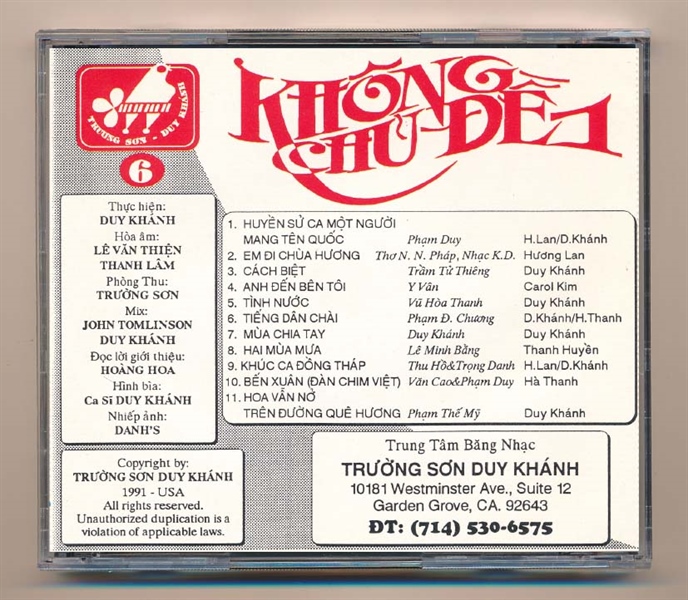 TRƯỜNG SƠN - DUY KHÁNH
6
KHÔNG
CHỦ ĐỀ 1
Thực hiện:
DUY KHÁNH
Hòa âm:
LÊ VĂN THIỆN
THANH LÂM
Phòng Thu:
TRƯỜNG SƠN
Mix:
JOHN TOMLINSON
DUY KHÁNH
Đọc lời giới thiệu:
HOÀNG HOA
Hình bìa:
Ca Sĩ DUY KHÁNH
Nhiếp ảnh:
DANH'S
Copyright by:
TRƯỜNG SƠN DUY KHÁNH
1991 - USA
All rights reserved.
Unauthorized duplication is a
violation of applicable laws.
1. HUYỀN SỬ CA MỘT NGƯỜI
MANG TÊN QUỐC Phạm Duy H.Lan/D.Khánh
2. EM ĐI CHÙA HƯƠNG Thơ N. N. Pháp, Nhạc K.D. Hương Lan
3. CÁCH BIỆT Trầm Tử Thiêng Duy Khánh
4. ANH ĐẾN BÊN TÔI Y Vân Carol Kim
5. TÌNH NƯỚC Vũ Hòa Thanh Duy Khánh
6. TIẾNG DÂN CHÀI Phạm Đ. Chương D.Khánh/H.Thanh
7. MÙA CHIA TAY Duy Khánh Duy Khánh
8. HAI MÙA MƯA Lê Minh Bằng Thanh Huyền
9. KHÚC CA ĐỒNG THÁP Thu Hồ&Trọng Danh H.Lan/D.Khánh
10. BẾN XUÂN (ĐÀN CHIM VIỆT) Văn Cao&Phạm Duy Hà Thanh
11. HOA VẪN NỞ
TRÊN ĐƯỜNG QUÊ HƯƠNG Phạm Thế Mỹ Duy Khánh
Trung Tâm Băng Nhạc
TRƯỜNG SƠN DUY KHÁNH
10181 Westminster Ave., Suite 12
Garden Grove, CA. 92643
ĐT: (714) 530-6575